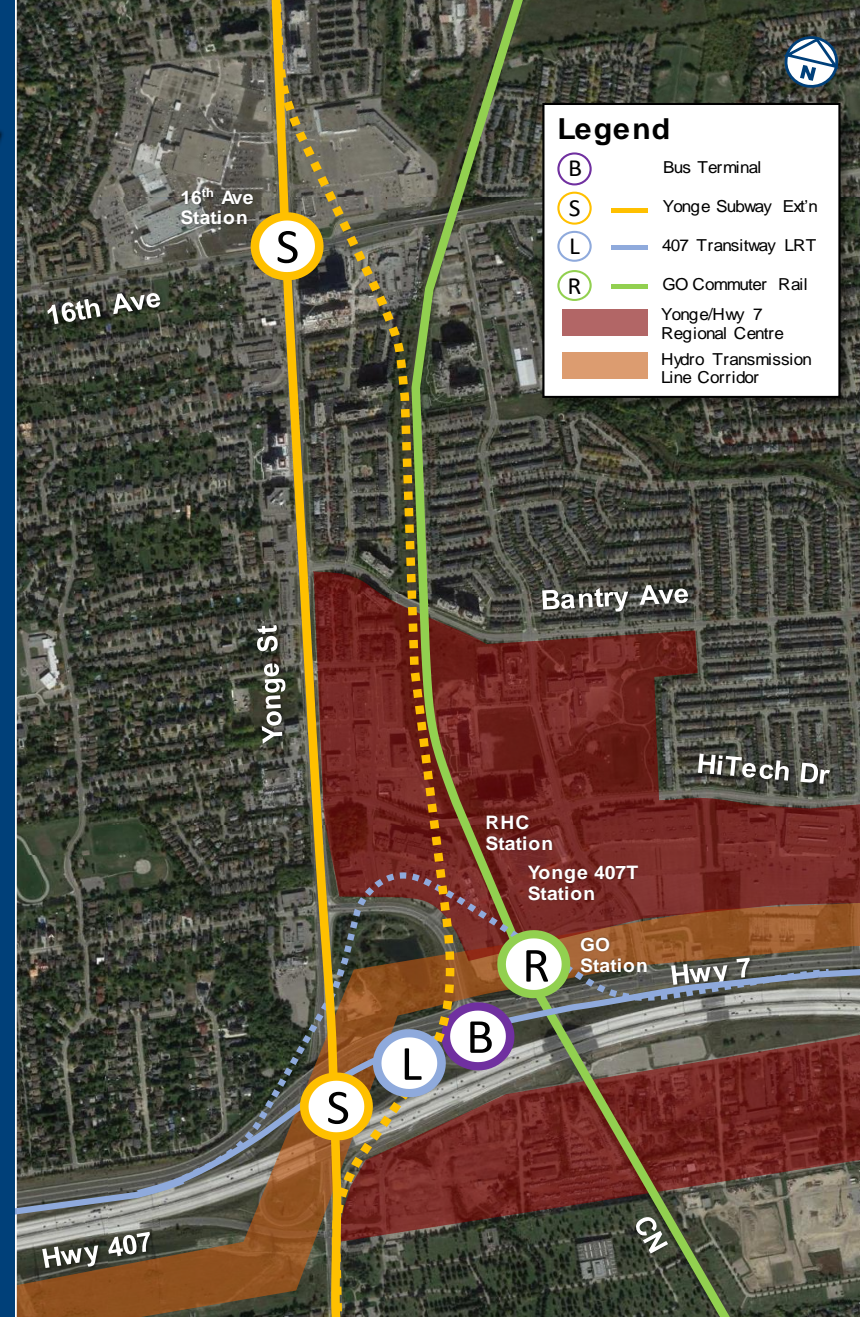 N
Legend
B Bus Terminal
S Yonge Subway Ext'n
L 407 Transitway LRT
R GO Commuter Rail
Yonge/Hwy 7
Regional Centre
Hydro Transmission
Line Corridor
16th Ave
Station
S
16th Ave
Bantry Ave
Yonge St
HiTech Dr
RHC
Station
Yonge 407T
Station
GO
Station
R
Hwy 7
B
L
S
CN
Hwy 407